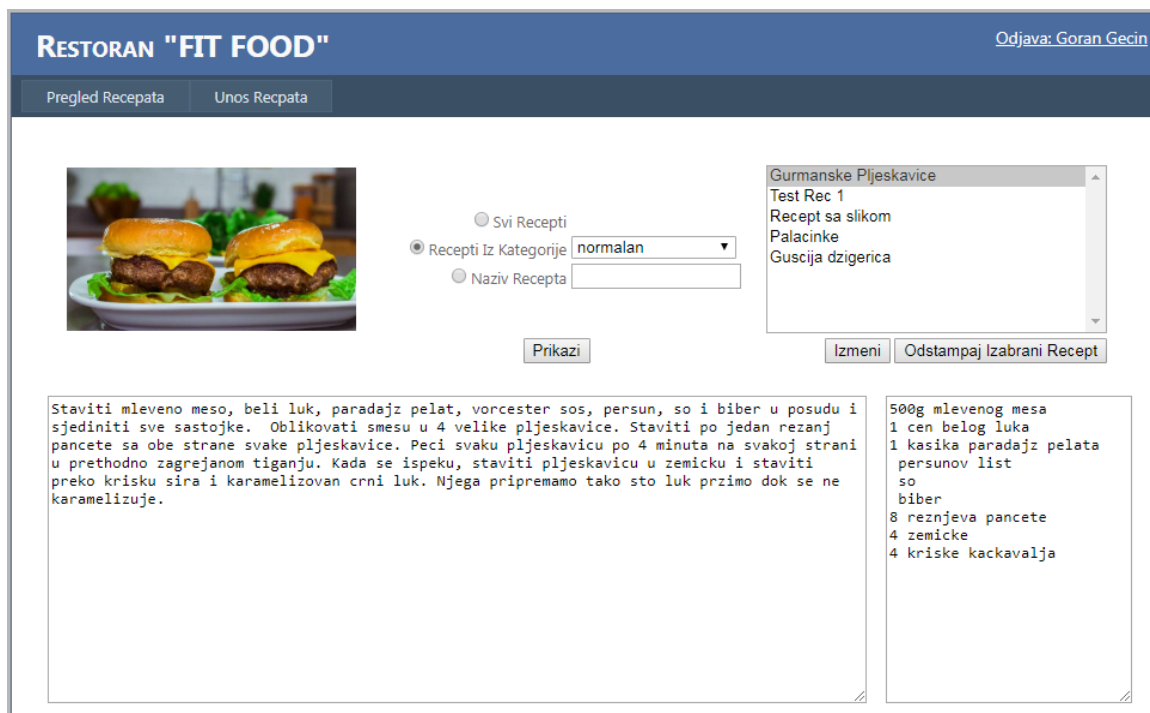 RESTORAN "FIT FOOD"
Odjava: Goran Gecin
Pregled Recepata
Unos Recpata
Svi Recepti
Recepti Iz Kategorije normalan
Naziv Recepta
Prikazi
Gurmanske Pljeskavice
Test Rec 1
Recept sa slikom
Palacinke
Guscija dzigerica
Izmeni
Odstampaj Izabrani Recept
Staviti mleveno meso, beli luk, paradajz pelat, vorcester sos, persun, so i biber u posudu i
sjediniti sve sastojke.  Oblikovati smesu u 4 velike pljeskavice. Staviti po jedan rezanj
pancete sa obe strane svake pljeskavice. Peci svaku pljeskavicu po 4 minuta na svakoj strani
u prethodno zagrejanom tiganju. Kada se ispeku, staviti pljeskavicu u zemicku i staviti
preko krisku sira i karamelizovan crni luk. Njega pripremamo tako sto luk przimo dok se ne
karamelizuje.
500g mlevenog mesa
1 cen belog luka
1 kasika paradajz pelata
persunov list
so
biber
8 reznjeva pancete
4 zemicke
4 kriske kackavalja